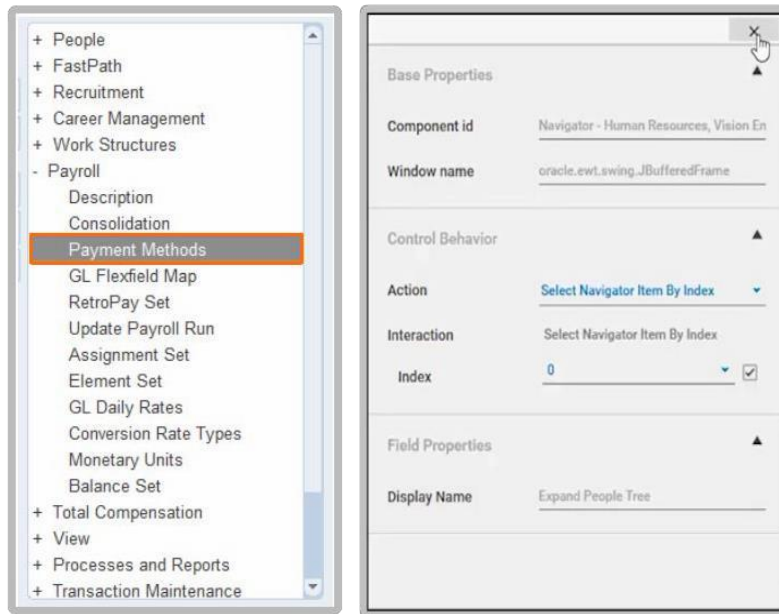 + People
+ FastPath
+ Recruitment
+ Career Management
+ Work Structures
- Payroll
Description
Consolidation
Payment Methods
GL Flexfield Map
RetroPay Set
Update Payroll Run
Assignment Set
Element Set
GL Daily Rates
Conversion Rate Types
Monetary Units
Balance Set
+ Total Compensation
+ View
+ Processes and Reports
+ Transaction Maintenance
Base Properties
Component id Navigator - Human Resources, Vision En
Window name oracle.ewt.swing.JBufferedFrame
Control Behavior
Action Select Navigator Item By Index
Interaction Select Navigator Item By Index
Index 0
Field Properties
Display Name Expand People Tree